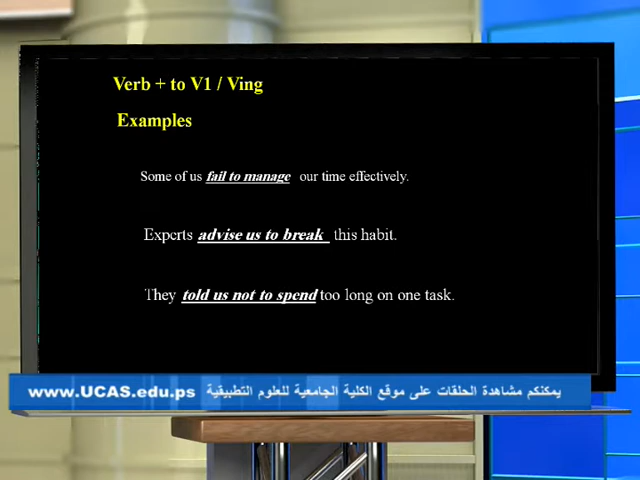 Verb + to V1 / Ving
Examples
Some of us fail to manage our time effectively.
Experts advise us to break this habit.
They told us not to spend too long on one task.
www.UCAS.edu.ps يمكنكم مشاهدة الحلقات على موقع الكلية الجامعية للعلوم التطبيقية